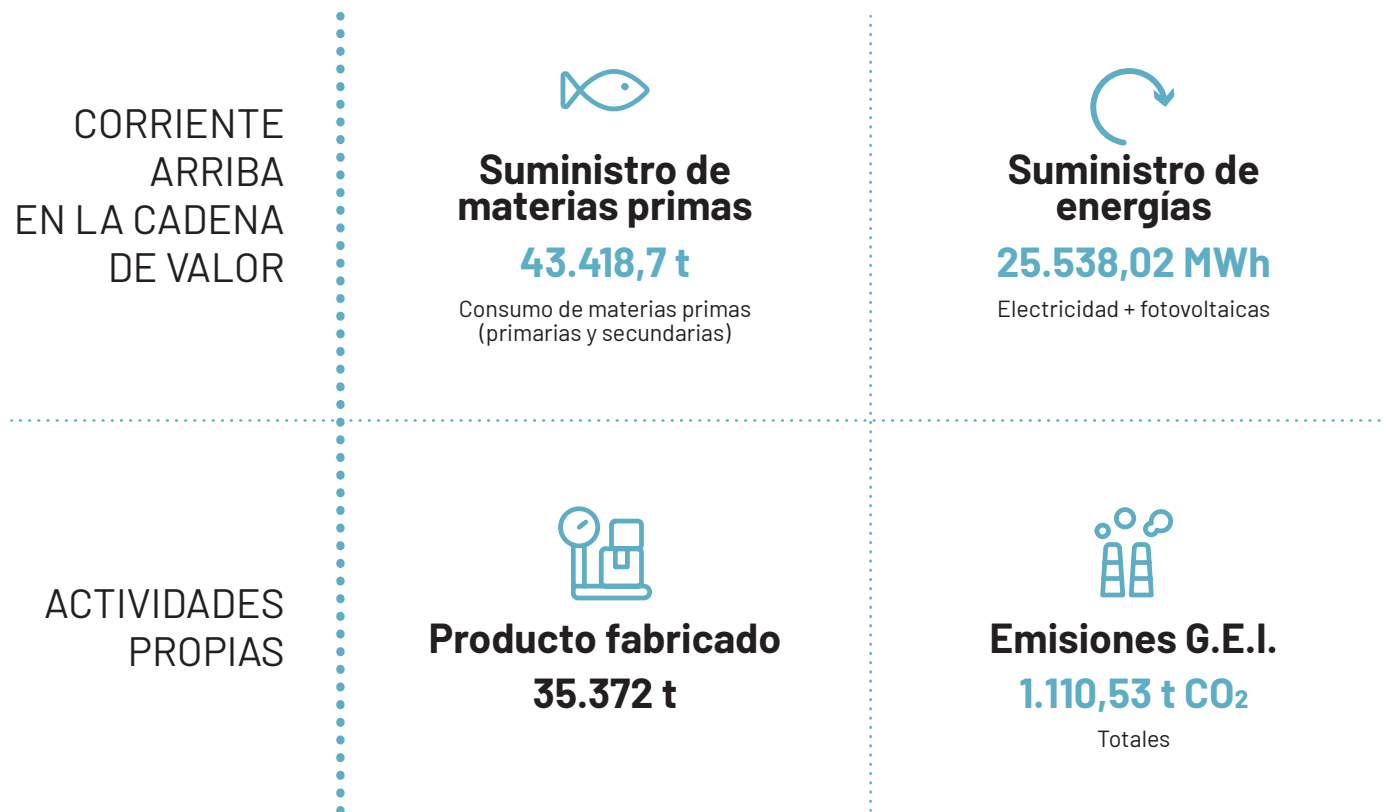 CORRIENTE
ARRIBA
EN LA CADENA
DE VALOR
Suministro de
materias primas
43.418,7 t
Consumo de materias primas
(primarias y secundarias)
Suministro de
energías
25.538,02 MWh
Electricidad + fotovoltaicas
ACTIVIDADES
PROPIAS
Producto fabricado
35.372 t
Emisiones G.E.I.
1.110,53 t CO₂
Totales